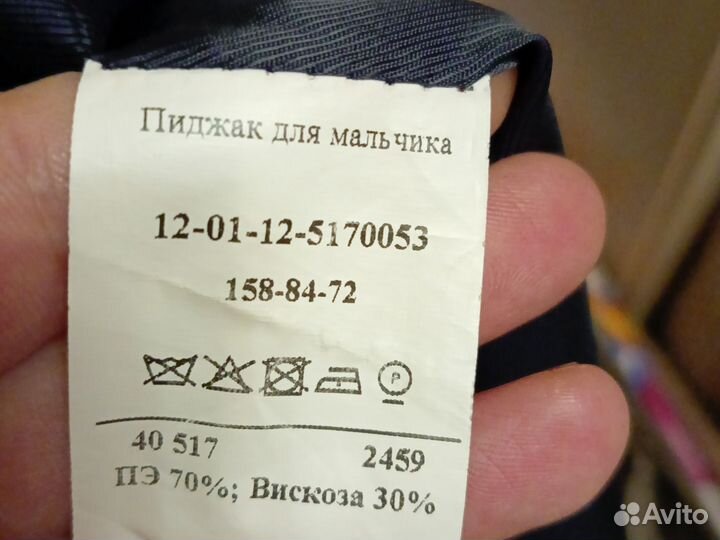 Пиджак для мальчика
12-01-12-5170053
158-84-72
P
40 517 2459
ПЭ 70%; Вискоза 30%
Avito